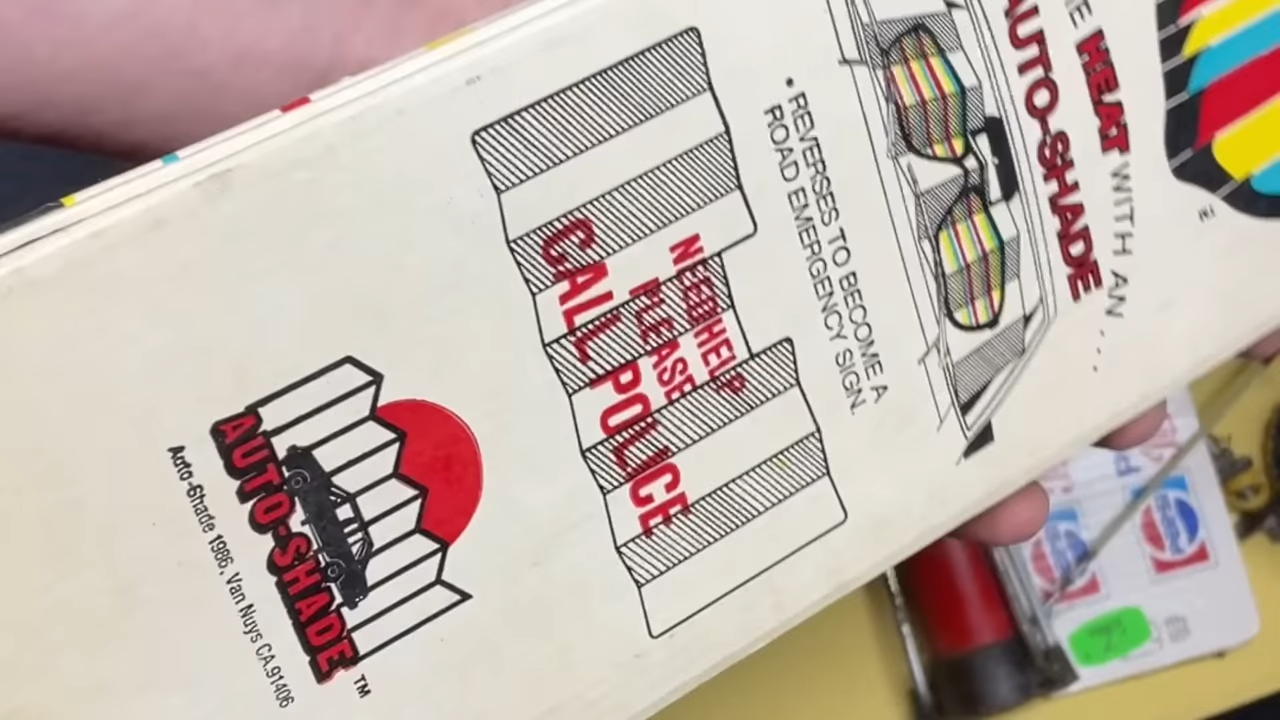 E HEAT WITH AN ....
AUTO-SHADE
• REVERSES TO BECOME A
ROAD EMERGENCY SIGN.
NEED HELP
PLEASE
CALL POLICE
AUTO-SHADE
TM
Auto-Shade 1986, Van Nuys CA. 91406